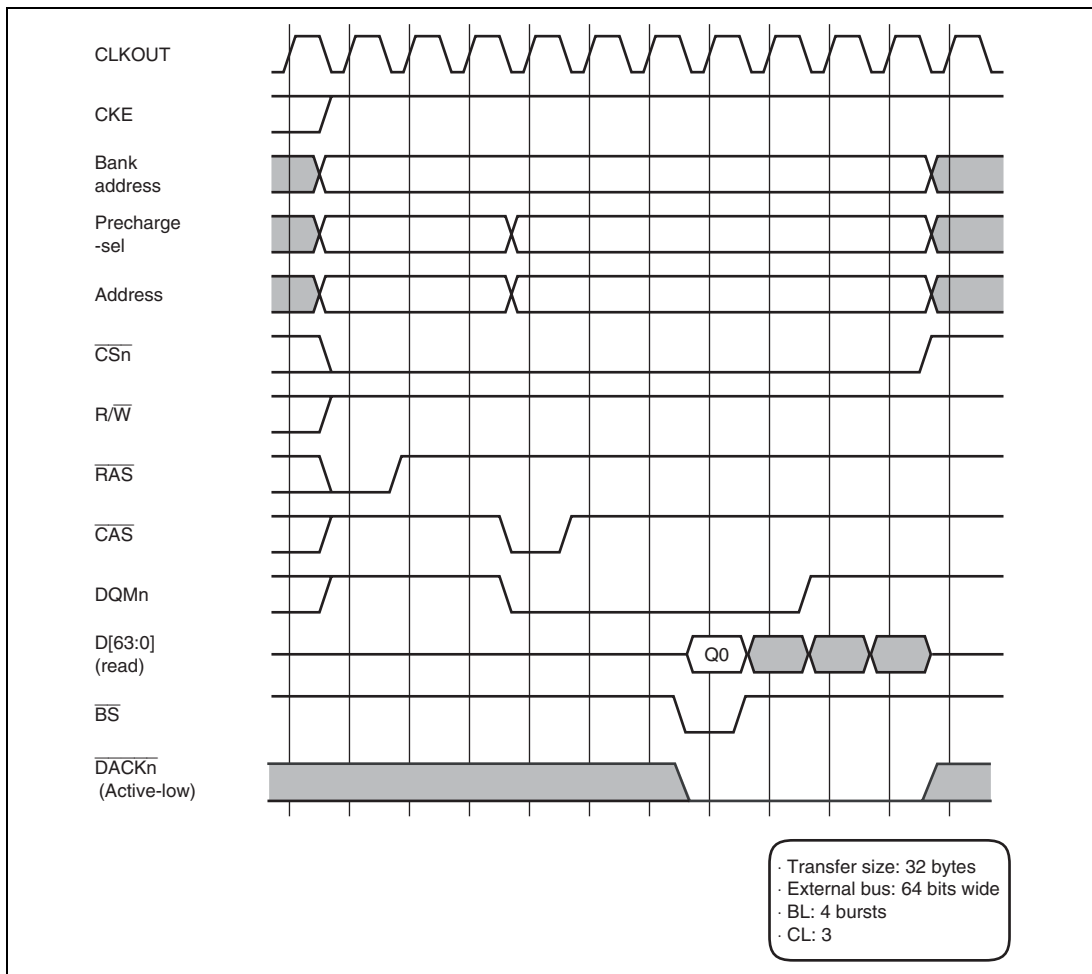 CLKOUT
CKE
Bank
address
Precharge
-sel
Address
CSn
R/W
RAS
CAS
DQMn
D[63:0]
(read)
Q0
BS
DACKn
(Active-low)
· Transfer size: 32 bytes
· External bus: 64 bits wide
· BL: 4 bursts
· CL: 3